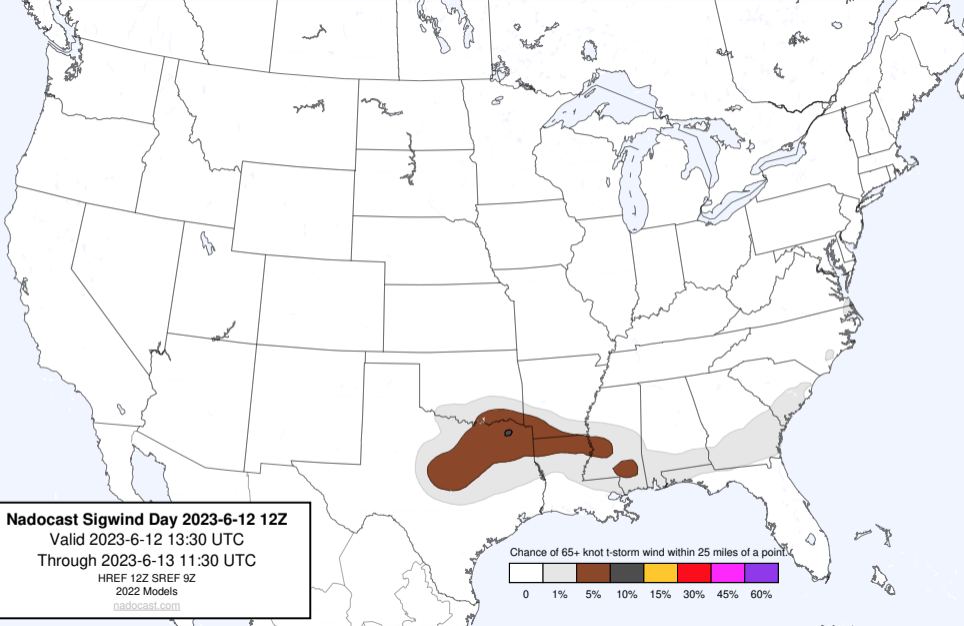 Nadocast Sigwind Day 2023-6-12 12Z
Valid 2023-6-12 13:30 UTC
Through 2023-6-13 11:30 UTC
HREF 12Z SREF 9Z
2022 Models
nadocast.com
Chance of 65+ knot t-storm wind within 25 miles of a point.
0 1% 5% 10% 15% 30% 45% 60%